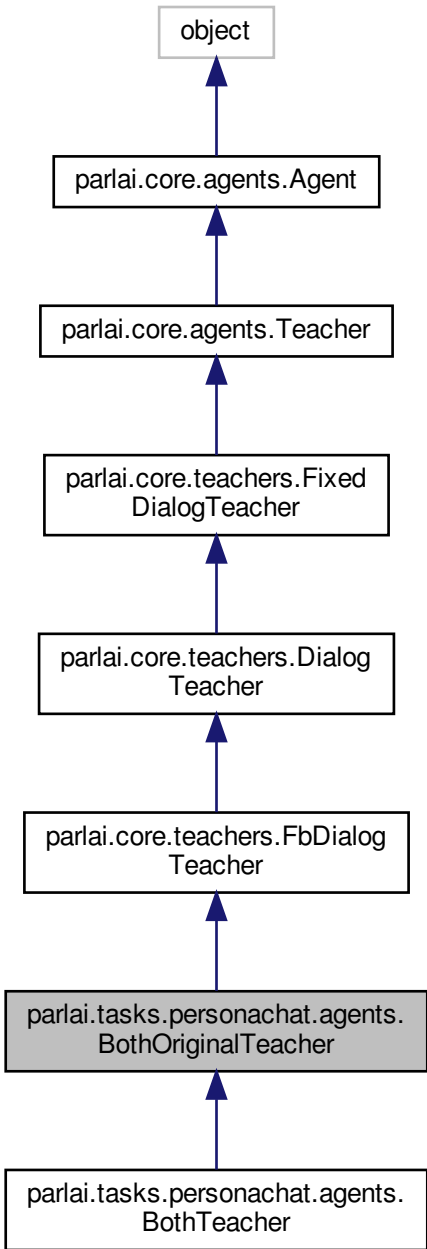 object
parlai.core.agents.Agent
parlai.core.agents.Teacher
parlai.core.teachers.Fixed
DialogTeacher
parlai.core.teachers.Dialog
Teacher
parlai.core.teachers.FbDialog
Teacher
parlai.tasks.personachat.agents.
BothOriginalTeacher
parlai.tasks.personachat.agents.
BothTeacher